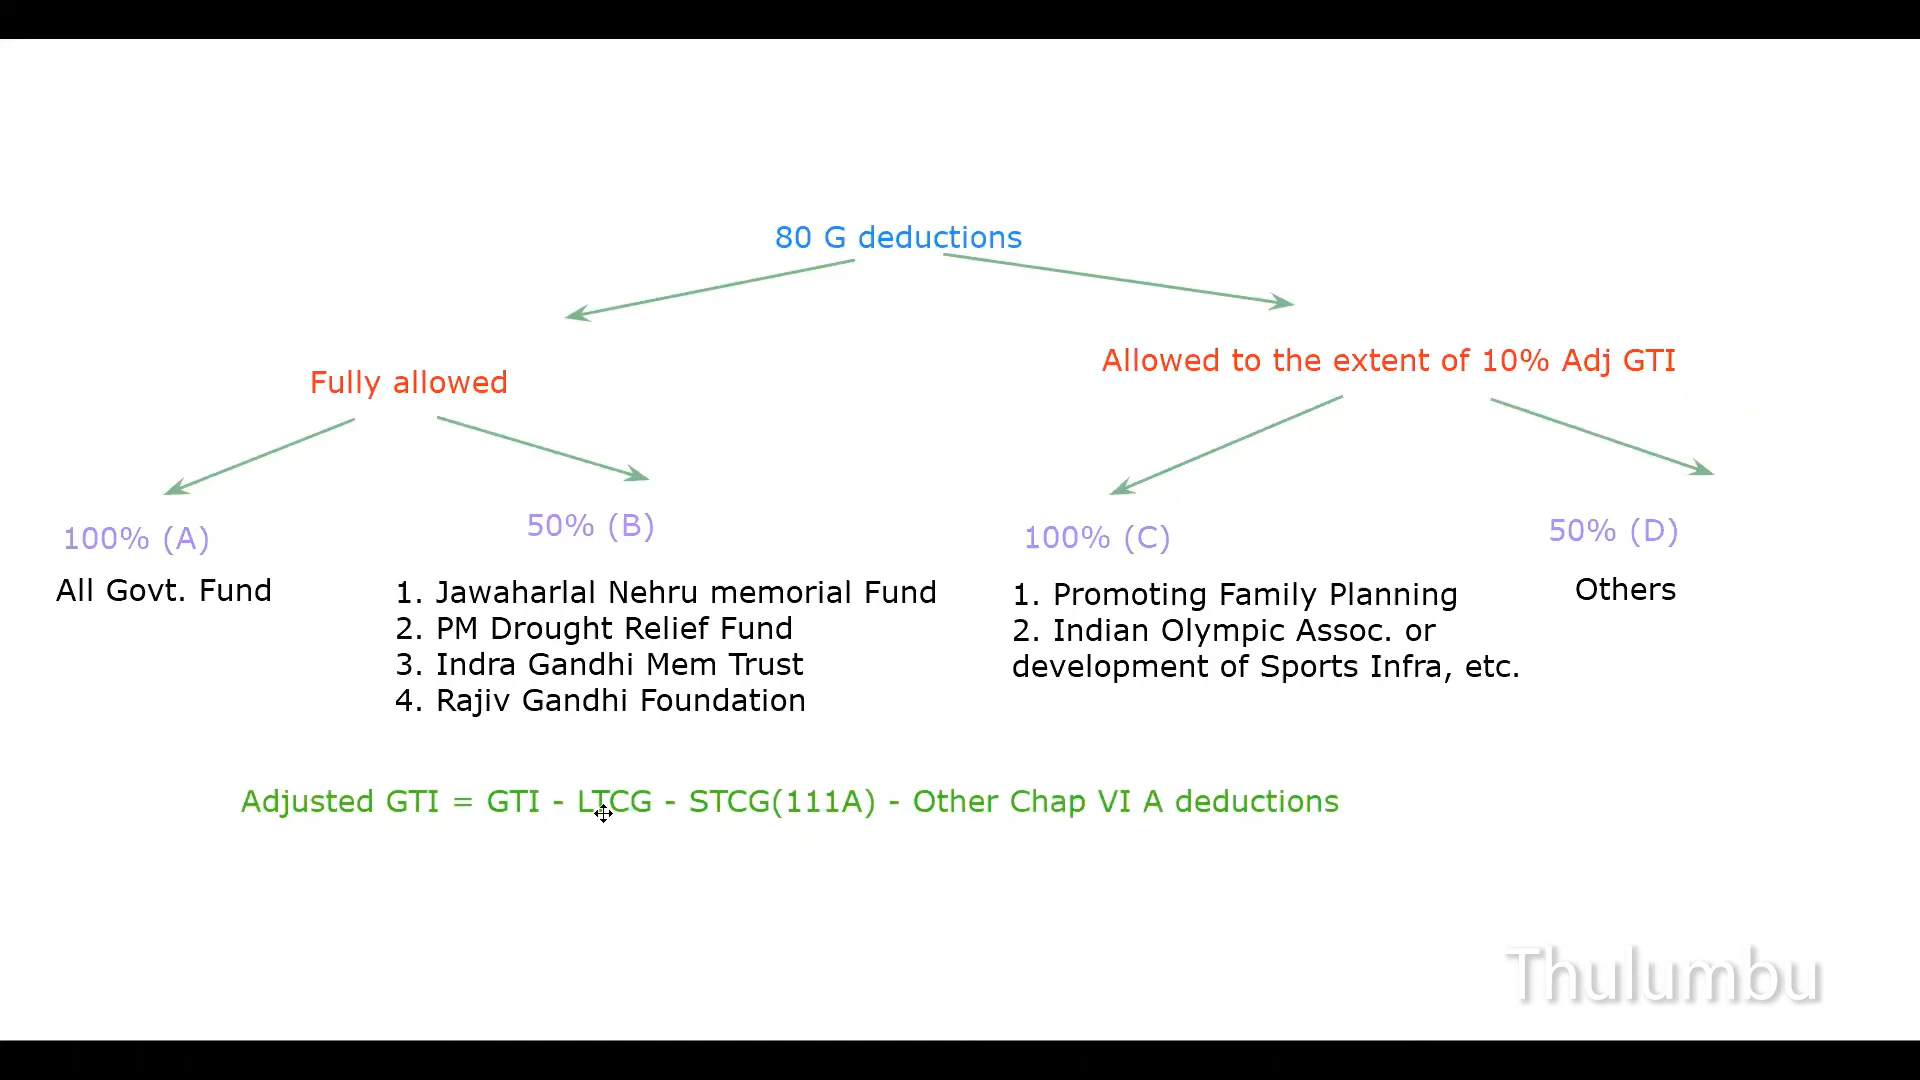 80 G deductions
Fully allowed
Allowed to the extent of 10% Adj GTI
100% (A)
All Govt. Fund
50% (B)
1. Jawaharlal Nehru memorial Fund
2. PM Drought Relief Fund
3. Indra Gandhi Mem Trust
4. Rajiv Gandhi Foundation
100% (C)
1. Promoting Family Planning
2. Indian Olympic Assoc. or
development of Sports Infra, etc.
50% (D)
Others
Adjusted GTI = GTI - LTCG - STCG(111A) - Other Chap VI A deductions
Thulumbu